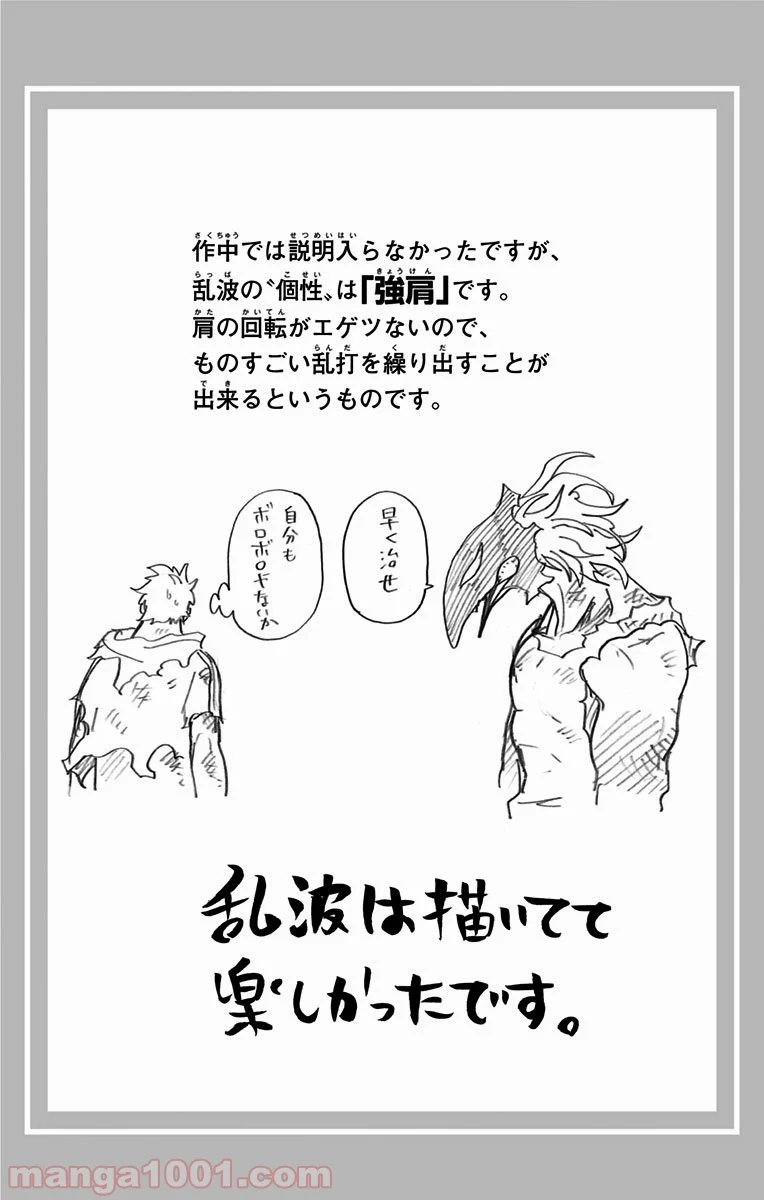 作中では説明入らなかったですが、
乱波の〝個性〟は「強肩」です。
肩の回転がエゲツないので、
ものすごい乱打を繰り出すことが
出来るというものです。
早く治せ
自分も
ボロボロじゃないか
乱波は描いてて
楽しかったです。
manga1001.com